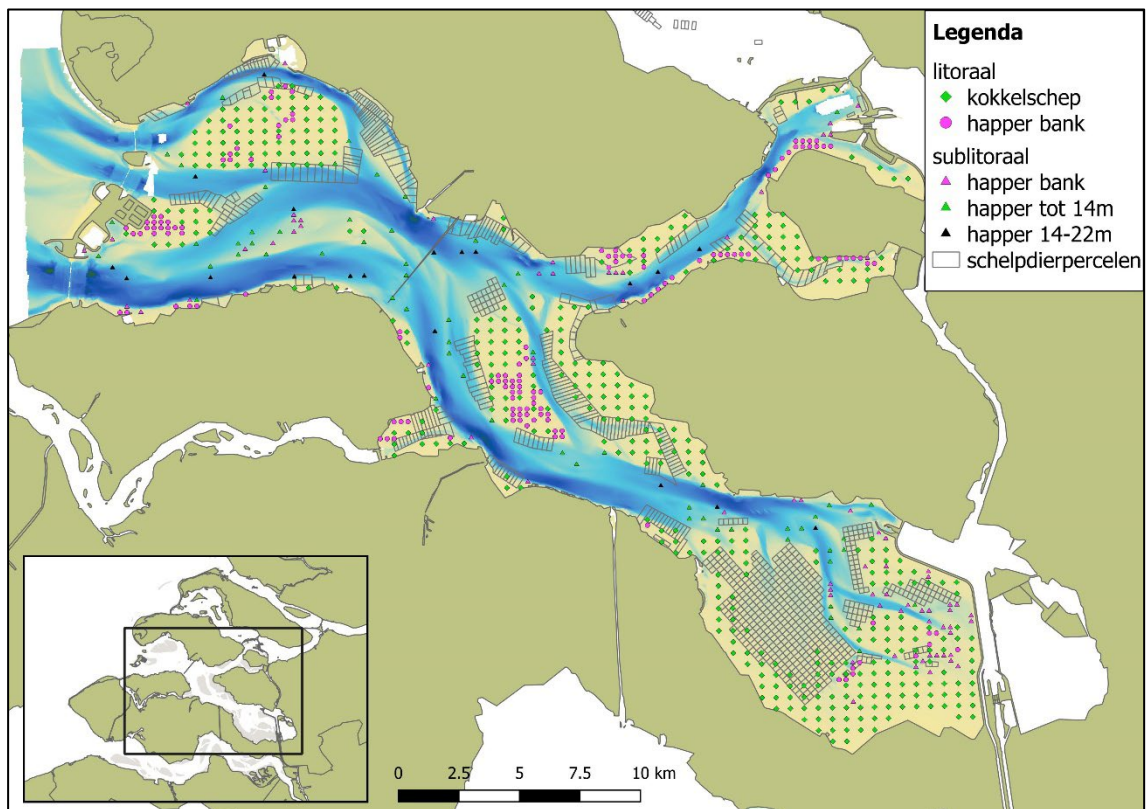 Legenda
litoraal
kokkelschep
happer bank
sublitoraal
happer bank
happer tot 14m
happer 14-22m
schelpdierpercelen
0 2.5 5 7.5 10 km